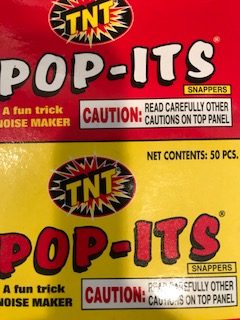 TNT
POP-ITS®
SNAPPERS
A fun trick
NOISE MAKER
CAUTION: READ CAREFULLY OTHER
CAUTIONS ON TOP PANEL
NET CONTENTS: 50 PCS.
TNT
POP-ITS®
SNAPPERS
A fun trick
NOISE MAKER
CAUTION: READ CAREFULLY OTHER
CAUTIONS ON TOP PANEL